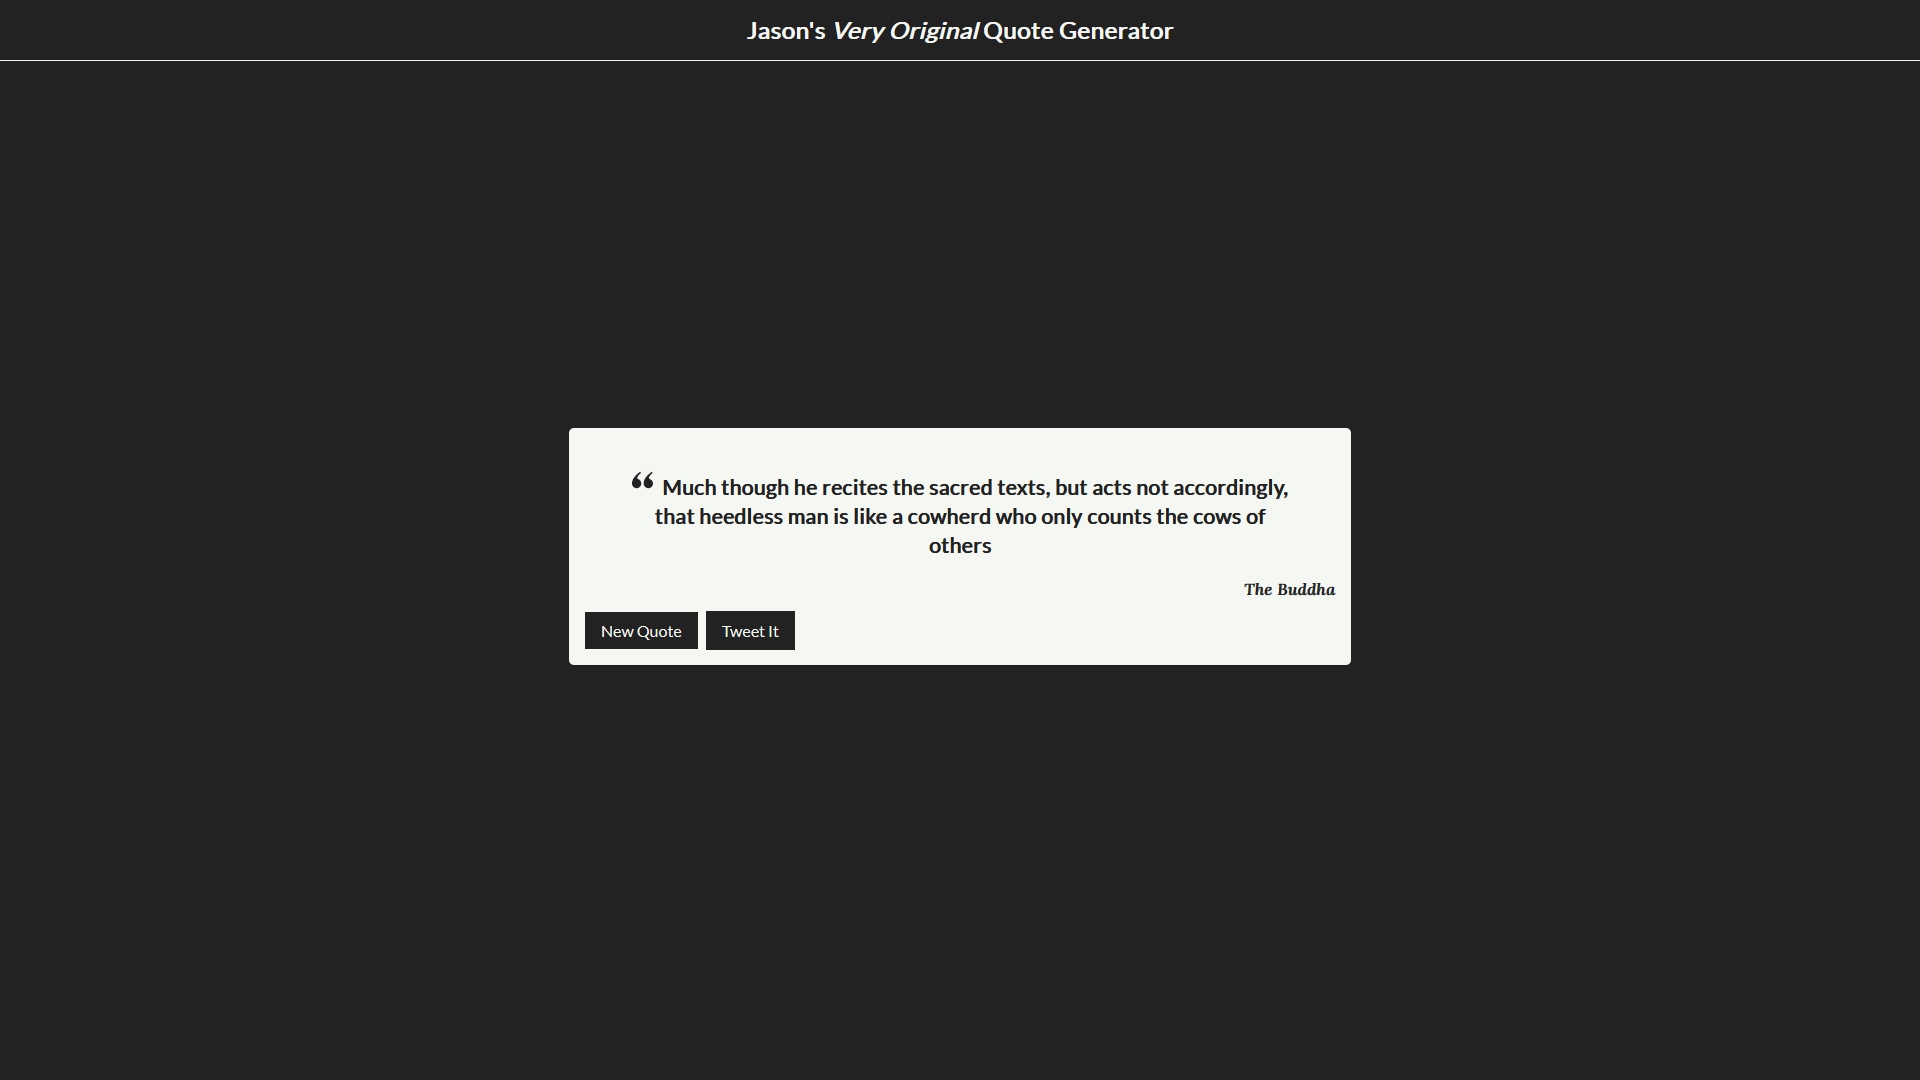 Jason's Very Original Quote Generator
“ Much though he recites the sacred texts, but acts not accordingly,
that heedless man is like a cowherd who only counts the cows of
others
The Buddha
New Quote
Tweet It